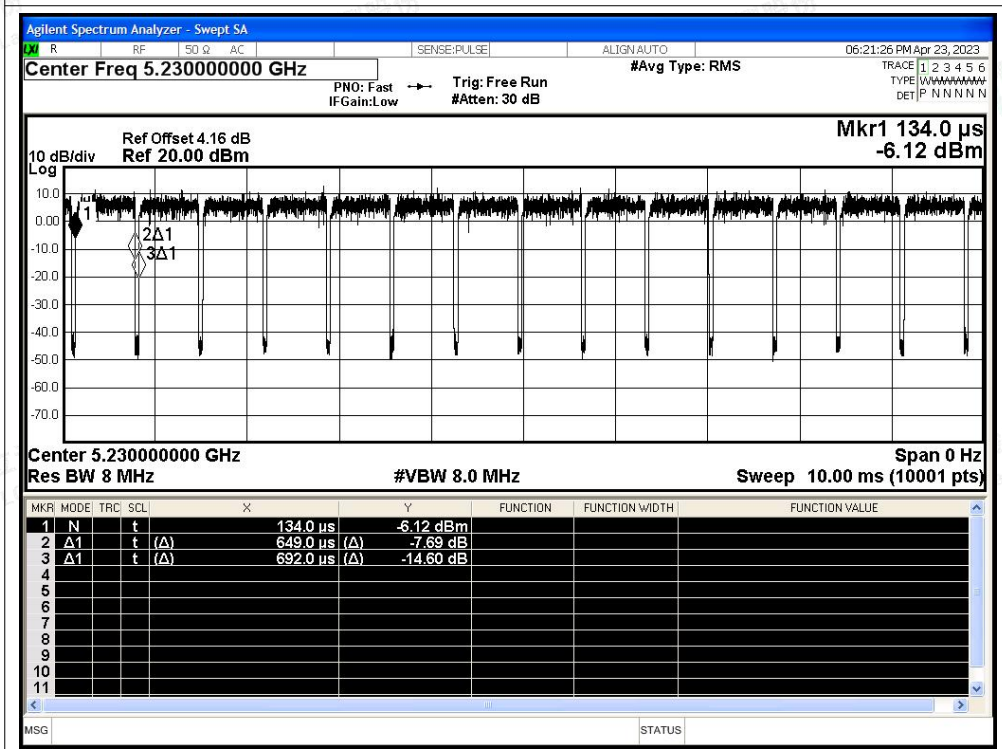 Agilent Spectrum Analyzer - Swept SA
LXI R RF 50 Ω AC SENSE:PULSE ALIGN AUTO 06:21:26 PM Apr 23, 2023
Center Freq 5.230000000 GHz #Avg Type: RMS TRACE 1 2 3 4 5 6
PNO: Fast Trig: Free Run TYPE WWWWWW
IFGain:Low #Atten: 30 dB DET P N N N N N
Mkr1 134.0 µs
Ref Offset 4.16 dB
10 dB/div Ref 20.00 dBm -6.12 dBm
Log
10.0
0.00
-10.0
-20.0
-30.0
-40.0
-50.0
-60.0
-70.0
1
2Δ1
3Δ1
Center 5.230000000 GHz Span 0 Hz
Res BW 8 MHz #VBW 8.0 MHz Sweep 10.00 ms (10001 pts)
MKR MODE TRC SCL X Y FUNCTION FUNCTION WIDTH FUNCTION VALUE
1 N t 134.0 µs -6.12 dBm
2 Δ1 t (Δ) 649.0 µs (Δ) -7.69 dB
3 Δ1 t (Δ) 692.0 µs (Δ) -14.60 dB
4
5
6
7
8
9
10
11
MSG STATUS